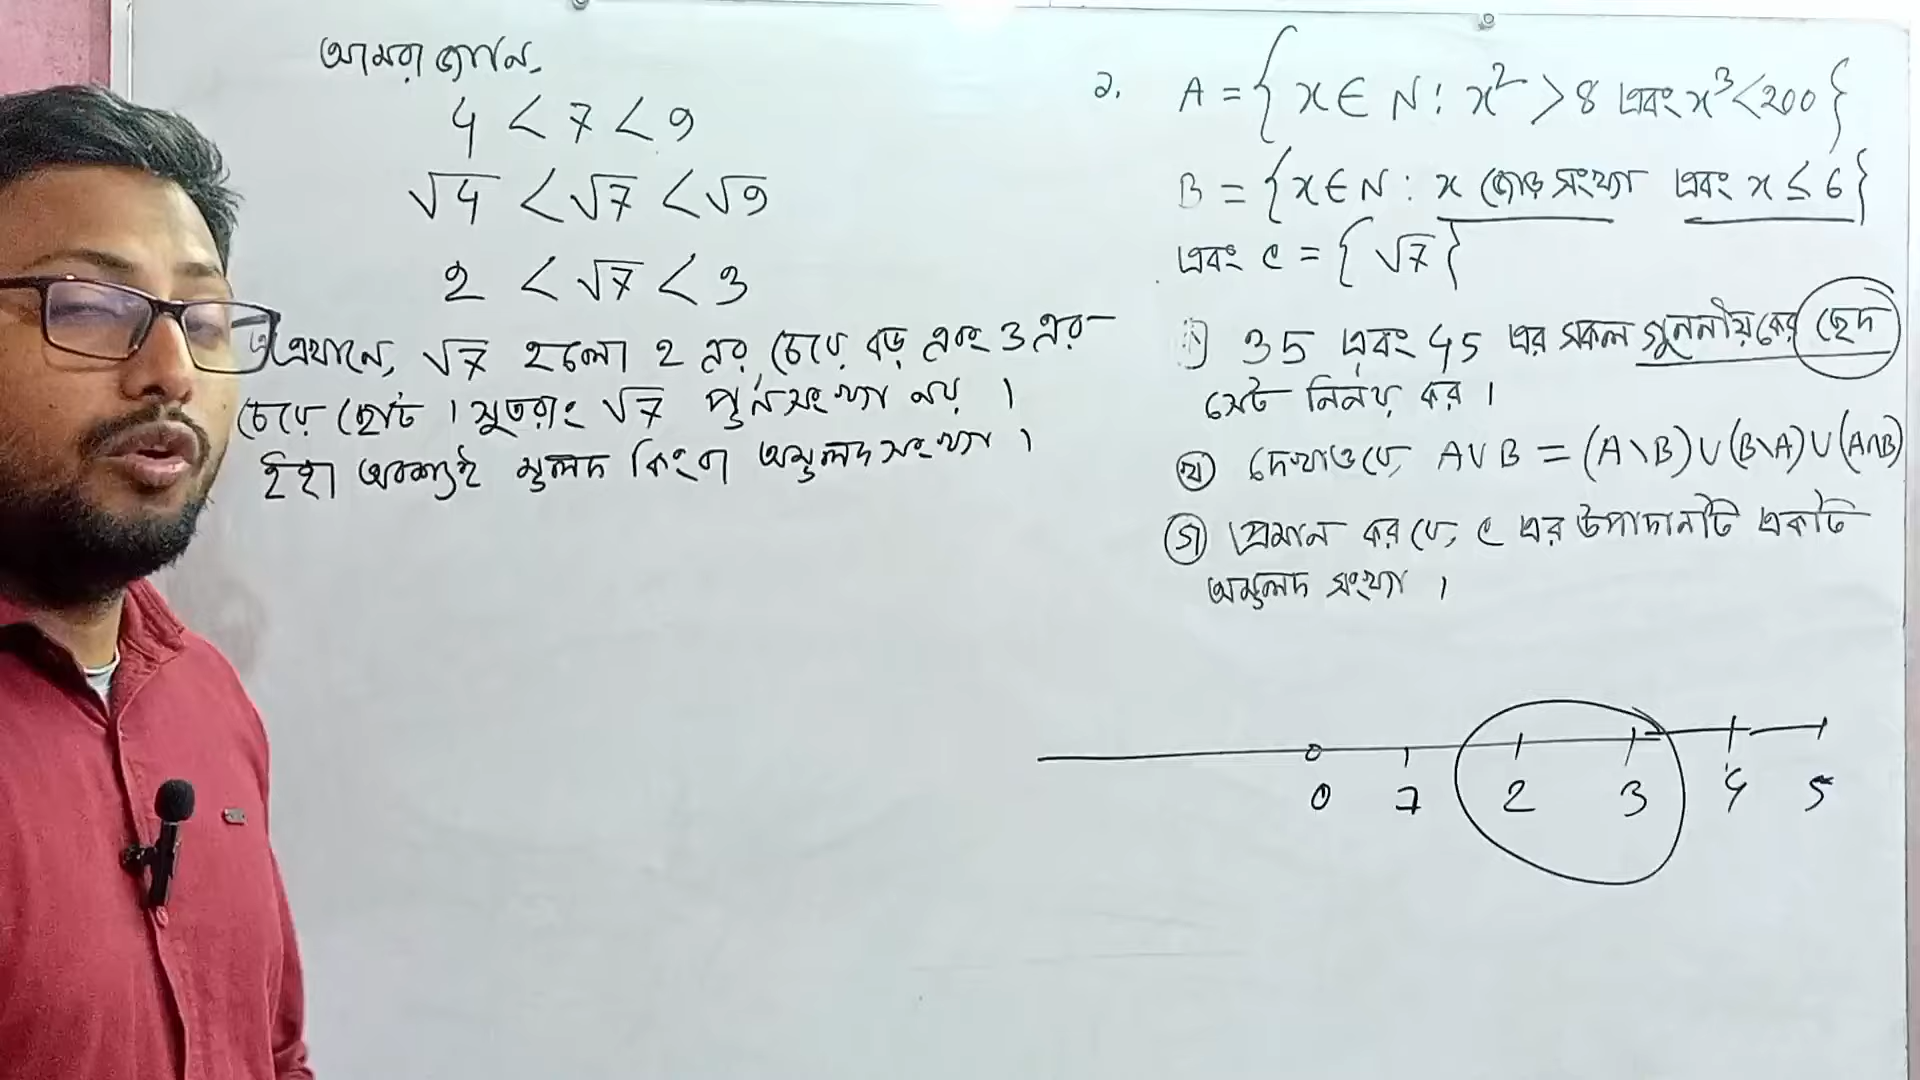 আমরা জানি,
4 < 7 < 9
√4 < √7 < √9
2 < √7 < 3
এখানে, √7 হলো 2 এর চেয়ে বড় এবং 3 এর
চেয়ে ছোট । সুতরাং √7 পূর্নসংখ্যা নয় ।
ইহা অবশ্যই মূলদ কিংবা অমূলদ সংখ্যা ।
১. A = {x ∈ N : x² > 8 এবং x³ < 200}
B = {x ∈ N : x জোড় সংখ্যা এবং x ≤ 6}
এবং C = {√7}
35 এবং 45 এর সকল গুননীয়কের ছেদ
সেট নির্নয় কর ।
খ দেখাও যে, A ∪ B = (A \ B) ∪ (B \ A) ∪ (A ∩ B)
গ প্রমান কর যে, C এর উপাদানটি একটি
অমূলদ সংখ্যা ।
0 1 2 3 4 5